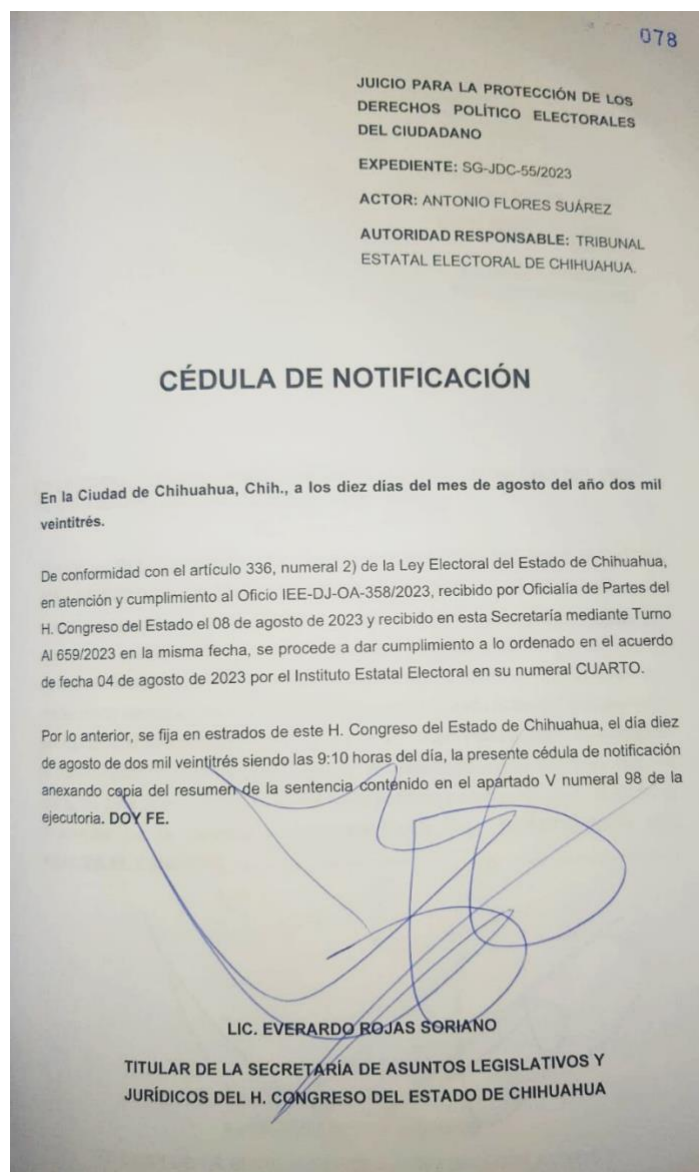 078
JUICIO PARA LA PROTECCIÓN DE LOS
DERECHOS POLÍTICO ELECTORALES
DEL CIUDADANO
EXPEDIENTE: SG-JDC-55/2023
ACTOR: ANTONIO FLORES SUÁREZ
AUTORIDAD RESPONSABLE: TRIBUNAL
ESTATAL ELECTORAL DE CHIHUAHUA.
CÉDULA DE NOTIFICACIÓN
En la Ciudad de Chihuahua, Chih., a los diez días del mes de agosto del año dos mil
veintitrés.
De conformidad con el artículo 336, numeral 2) de la Ley Electoral del Estado de Chihuahua,
en atención y cumplimiento al Oficio IEE-DJ-OA-358/2023, recibido por Oficialía de Partes del
H. Congreso del Estado el 08 de agosto de 2023 y recibido en esta Secretaría mediante Turno
Al 659/2023 en la misma fecha, se procede a dar cumplimiento a lo ordenado en el acuerdo
de fecha 04 de agosto de 2023 por el Instituto Estatal Electoral en su numeral CUARTO.
Por lo anterior, se fija en estrados de este H. Congreso del Estado de Chihuahua, el día diez
de agosto de dos mil veintitrés siendo las 9:10 horas del día, la presente cédula de notificación
anexando copia del resumen de la sentencia contenido en el apartado V numeral 98 de la
ejecutoria. DOY FE.
LIC. EVERARDO ROJAS SORIANO
TITULAR DE LA SECRETARÍA DE ASUNTOS LEGISLATIVOS Y
JURÍDICOS DEL H. CONGRESO DEL ESTADO DE CHIHUAHUA